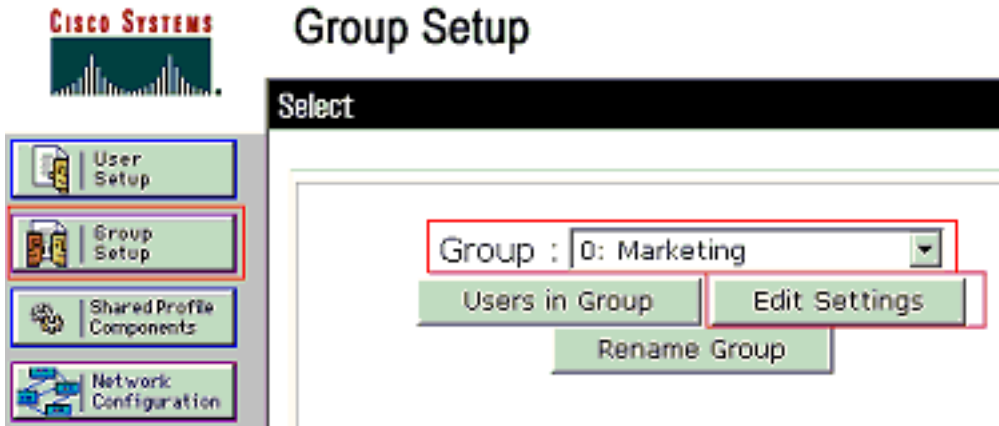 CISCO SYSTEMS
Group Setup
Select
User
Setup
Group
Setup
Shared Profile
Components
Network
Configuration
Group : 0: Marketing
Users in Group
Edit Settings
Rename Group